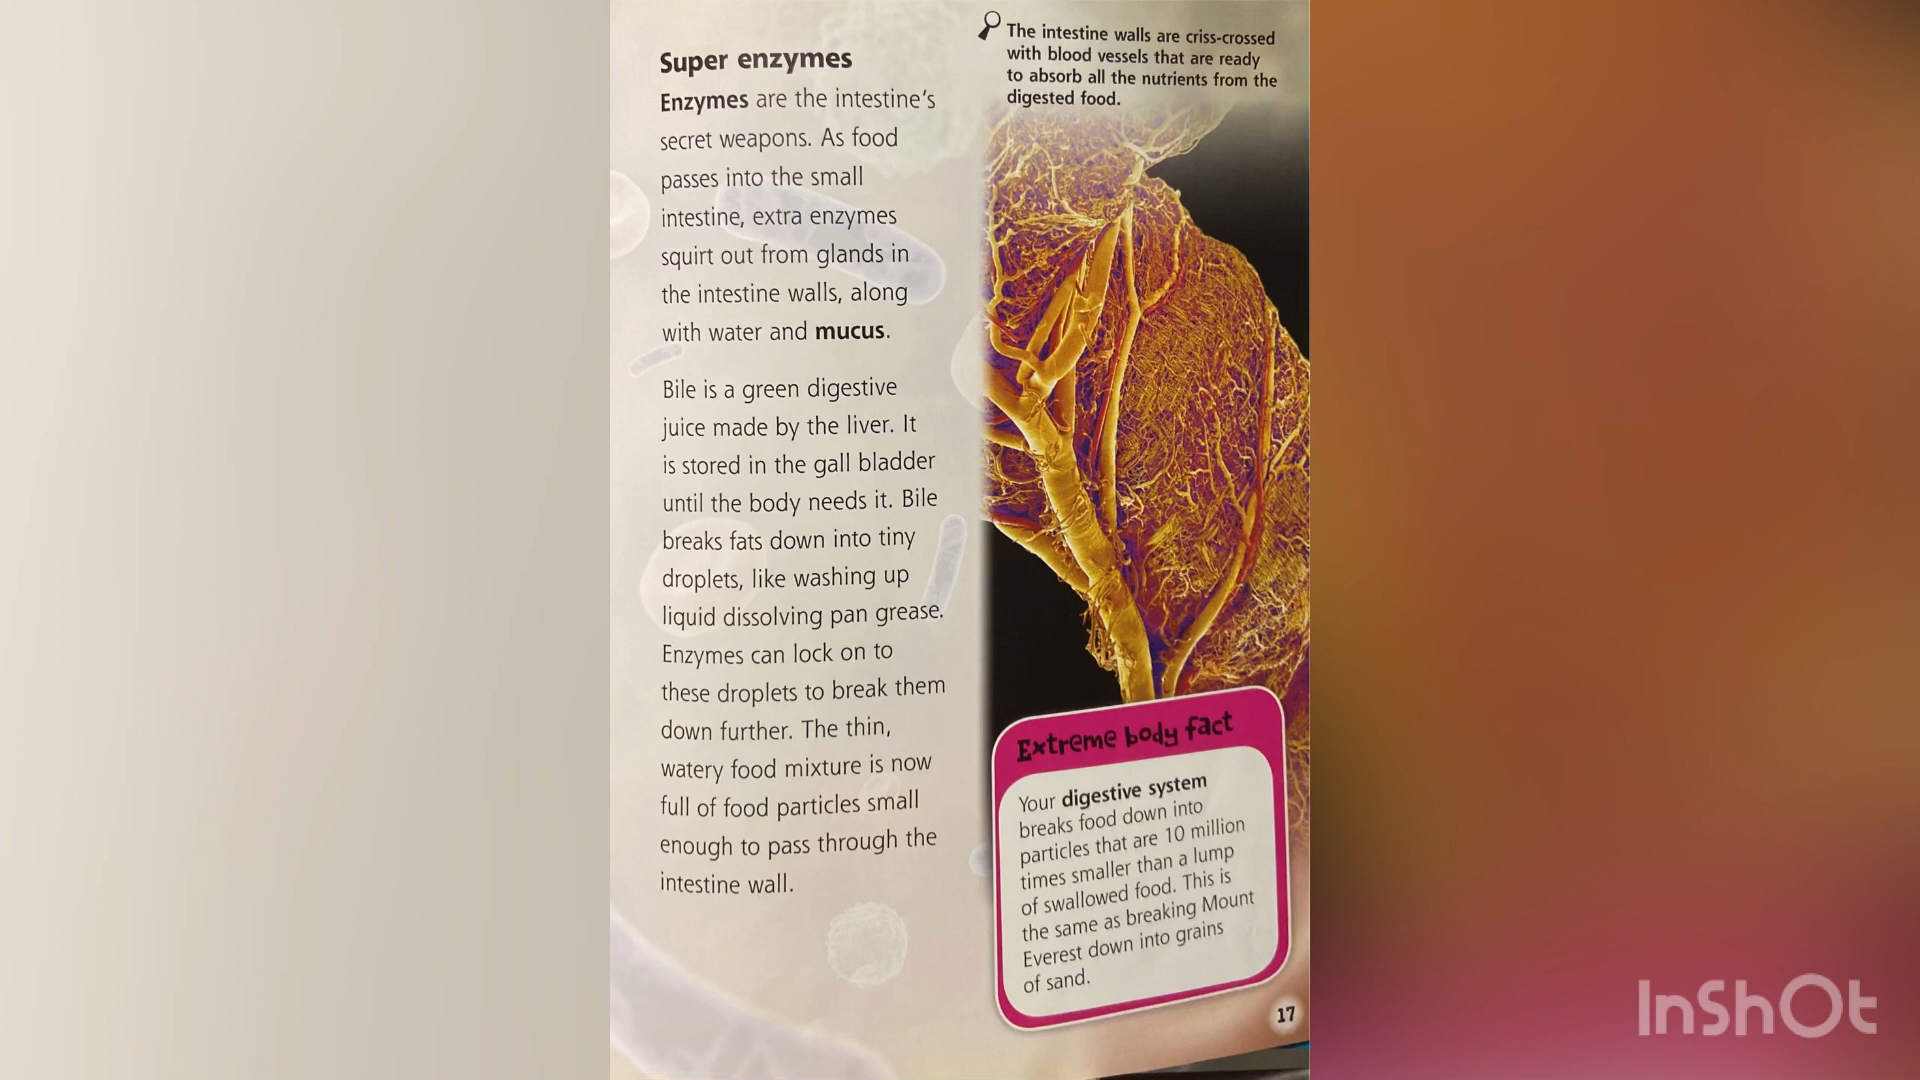 Super enzymes
Enzymes are the intestine's
secret weapons. As food
passes into the small
intestine, extra enzymes
squirt out from glands in
the intestine walls, along
with water and mucus.
Bile is a green digestive
juice made by the liver. It
is stored in the gall bladder
until the body needs it. Bile
breaks fats down into tiny
droplets, like washing up
liquid dissolving pan grease.
Enzymes can lock on to
these droplets to break them
down further. The thin,
watery food mixture is now
full of food particles small
enough to pass through the
intestine wall.
The intestine walls are criss-crossed
with blood vessels that are ready
to absorb all the nutrients from the
digested food.
Extreme body fact
Your digestive system
breaks food down into
particles that are 10 million
times smaller than a lump
of swallowed food. This is
the same as breaking Mount
Everest down into grains
of sand.
17
InShOt